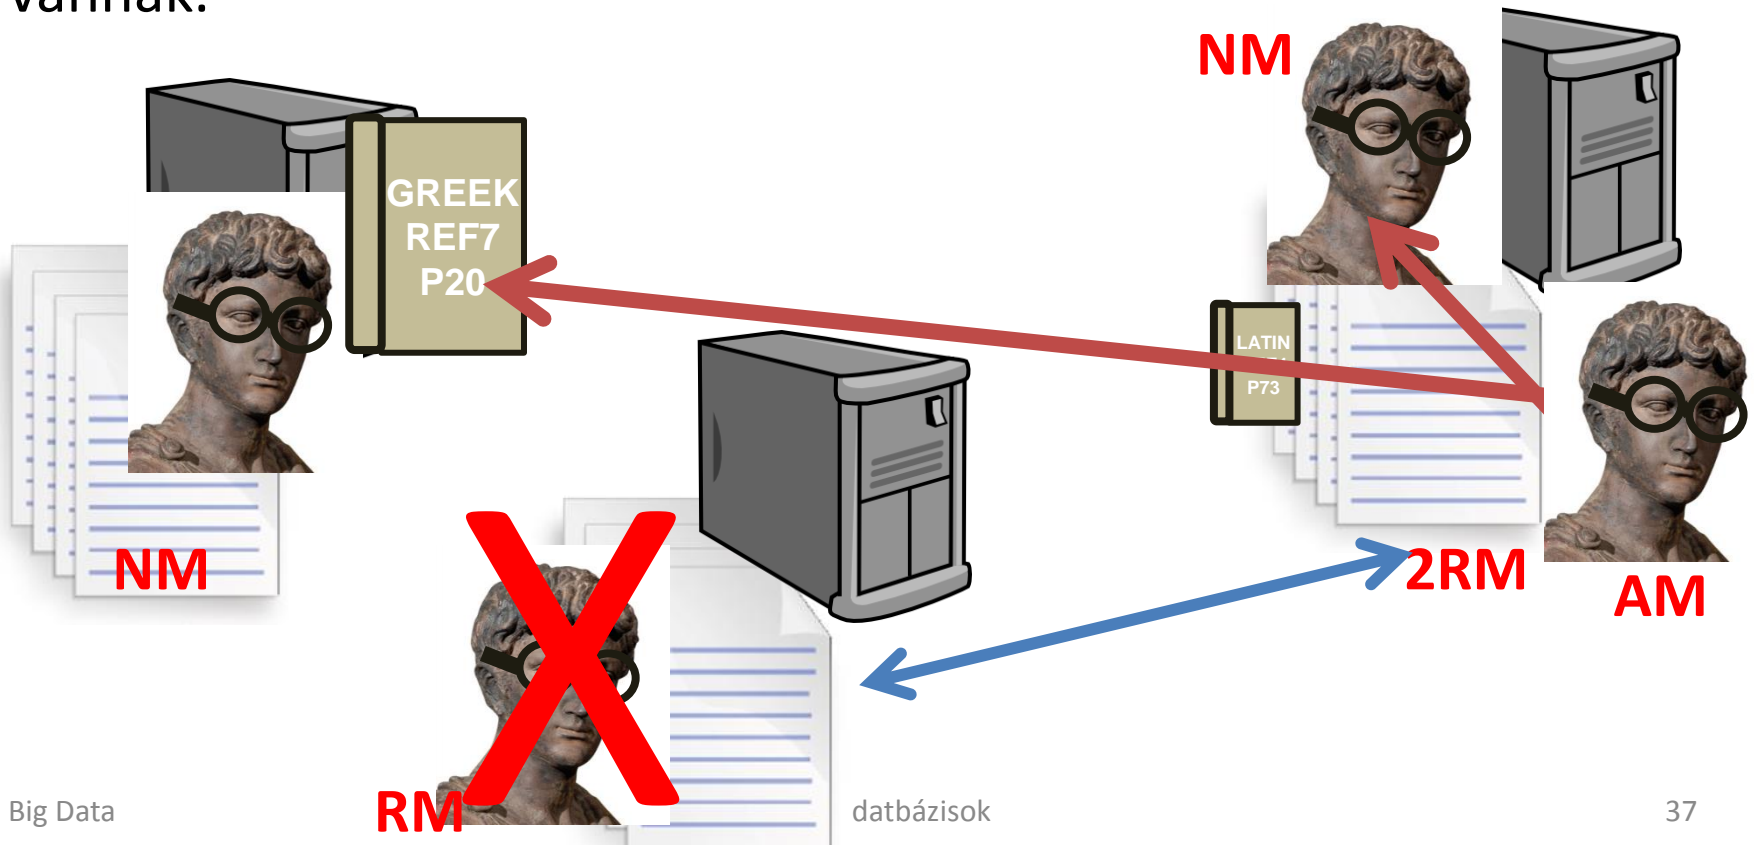 NM
GREEK
REF7
P20
LATIN
P73
NM
2RM
AM
RM
Big Data
datbázisok
37